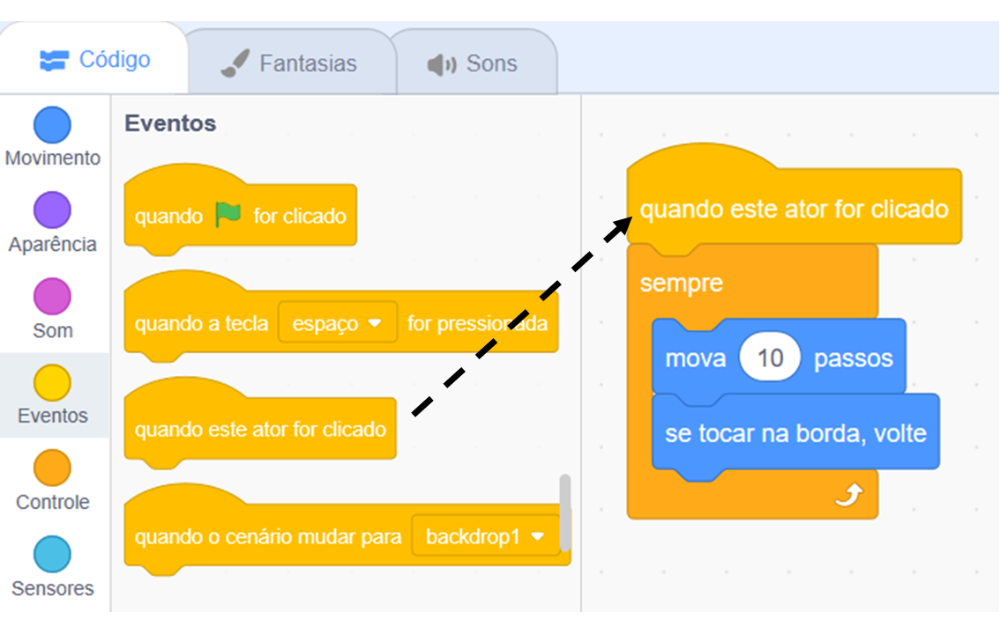 Código
Fantasias
Sons
Movimento
Aparência
Som
Eventos
Controle
Sensores
Eventos
quando for clicado
quando a tecla espaço for pressionada
quando este ator for clicado
quando o cenário mudar para backdrop1
quando este ator for clicado
sempre
mova 10 passos
se tocar na borda, volte